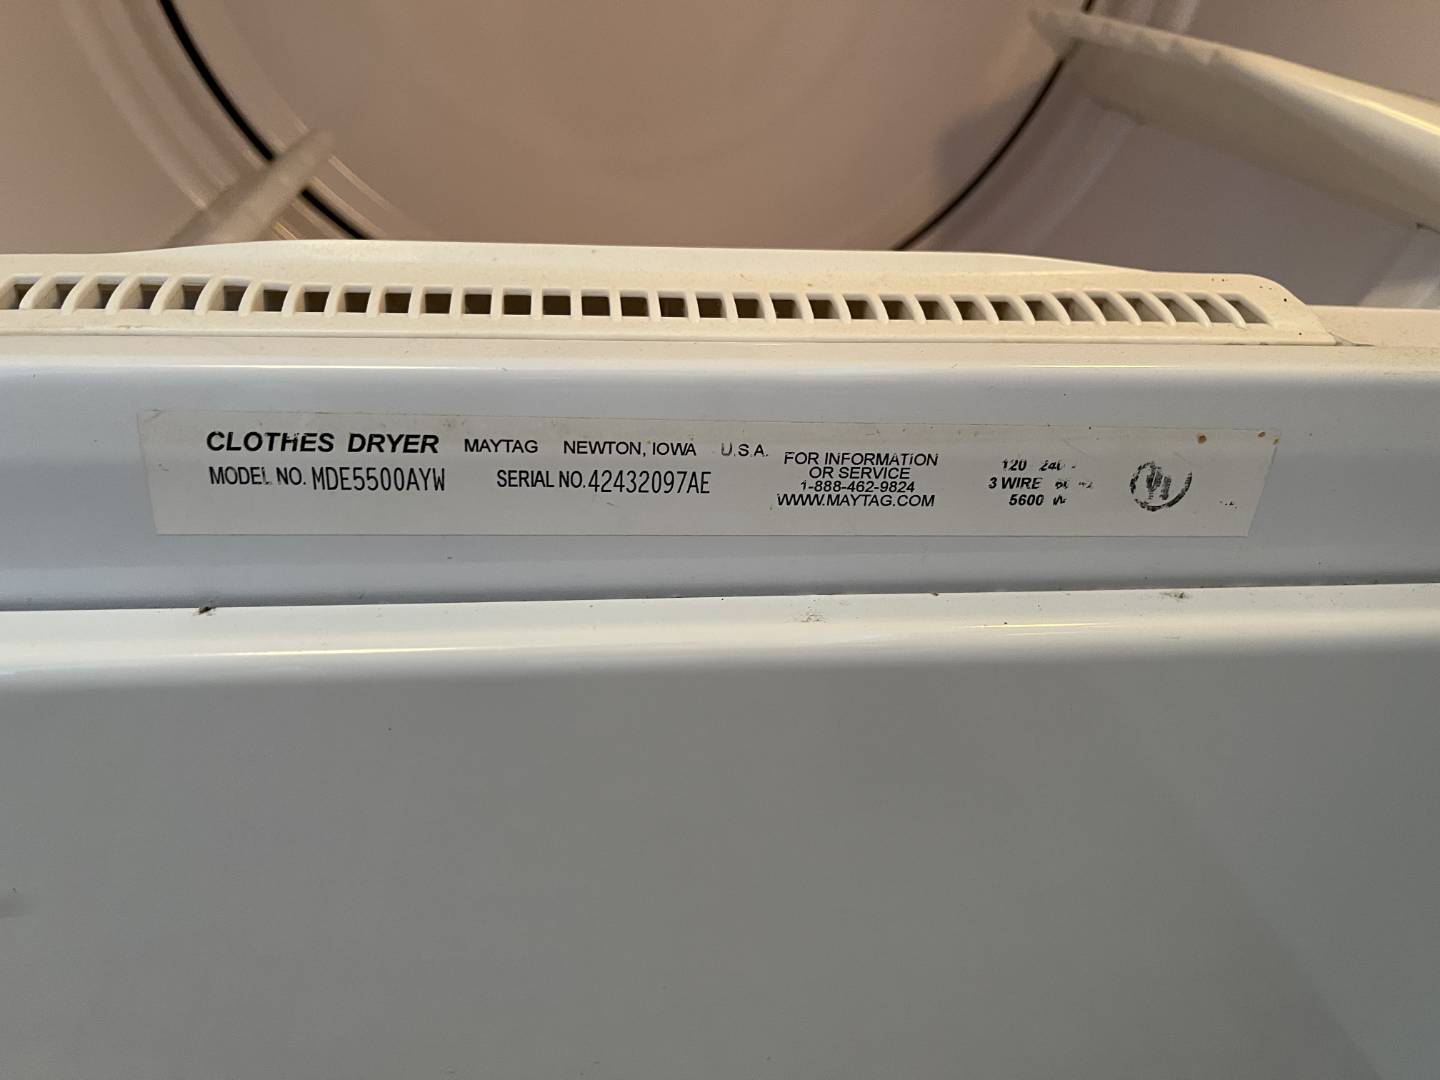 CLOTHES DRYER MAYTAG NEWTON, IOWA U.S.A.
MODEL NO. MDE5500AYW SERIAL NO. 42432097AE
FOR INFORMATION
OR SERVICE
1-888-462-9824
WWW.MAYTAG.COM
120 240
3 WIRE
5600 W